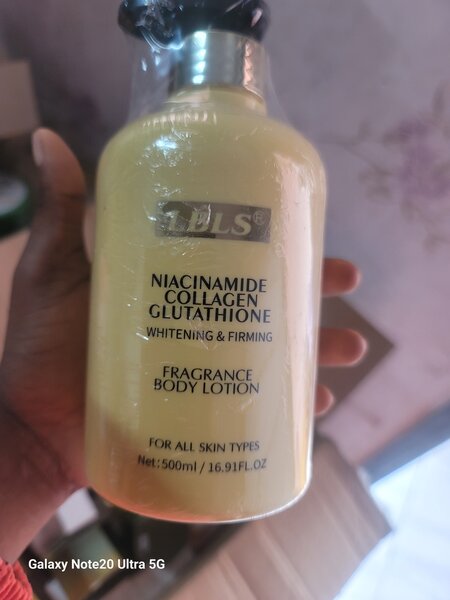 LBLS®
NIACINAMIDE
COLLAGEN
GLUTATHIONE
WHITENING & FIRMING
FRAGRANCE
BODY LOTION
FOR ALL SKIN TYPES
Net:500ml / 16.91FL.OZ
Galaxy Note20 Ultra 5G